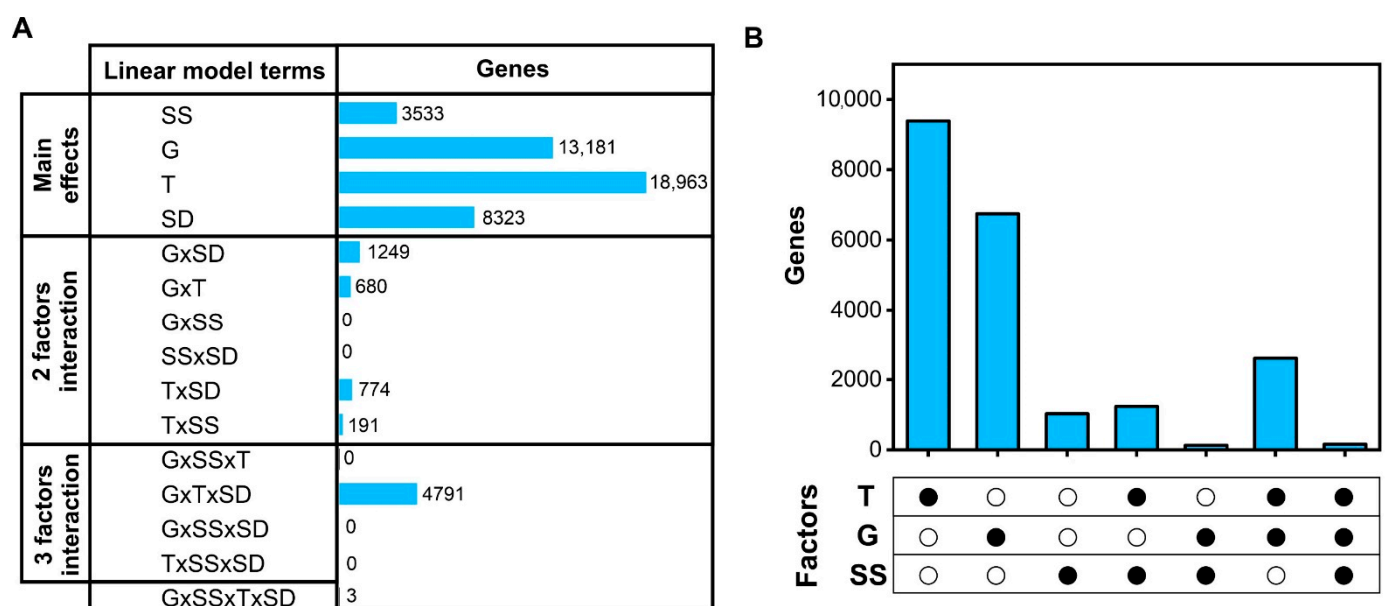 A
Linear model terms Genes
Main effects
SS 3533
G 13,181
T 18,963
SD 8323
2 factors interaction
GxSD 1249
GxT 680
GxSS 0
SSxSD 0
TxSD 774
TxSS 191
3 factors interaction
GxSSxT 0
GxTxSD 4791
GxSSxSD 0
TxSSxSD 0
GxSSxTxSD 3
B
Genes
10,000
8000
6000
4000
2000
0
Factors
T
G
SS